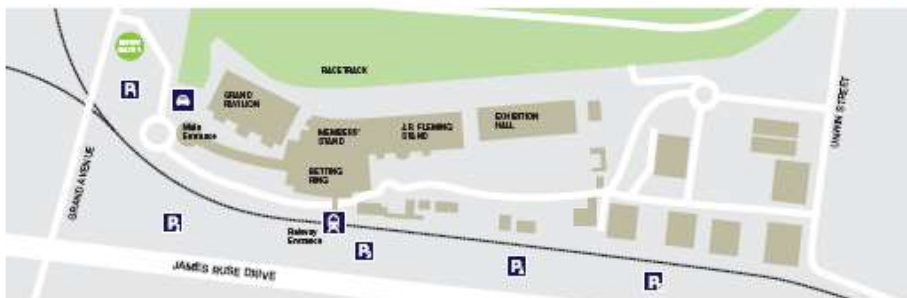 RACETRACK
GRAND
PAVILION
Main
Entrance
MEMBERS'
STAND
J.R. FLEMING
STAND
EXHIBITION
HALL
BETTING
RING
GRAND AVENUE
UNWIN STREET
Railway
Entrance
JAMES RUSE DRIVE
P
P
P
P
P